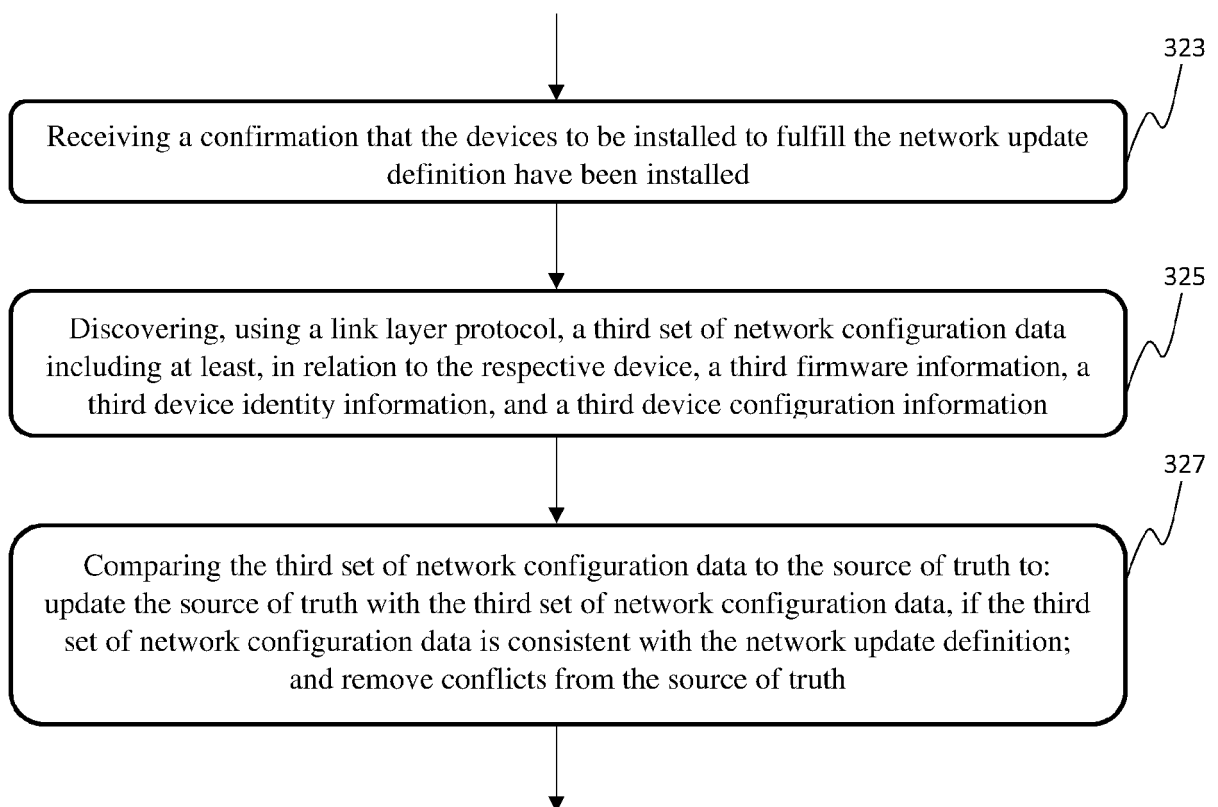 323
Receiving a confirmation that the devices to be installed to fulfill the network update
definition have been installed
325
Discovering, using a link layer protocol, a third set of network configuration data
including at least, in relation to the respective device, a third firmware information, a
third device identity information, and a third device configuration information
327
Comparing the third set of network configuration data to the source of truth to:
update the source of truth with the third set of network configuration data, if the third
set of network configuration data is consistent with the network update definition;
and remove conflicts from the source of truth